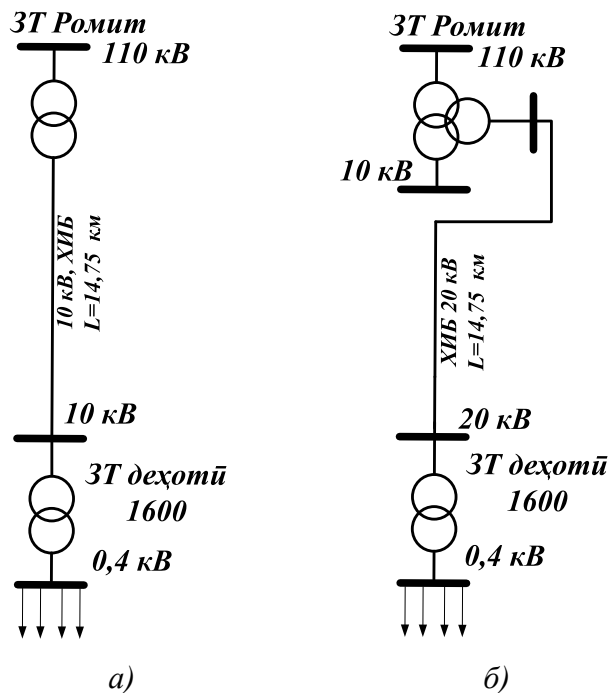 ЗТ Ромит
110 кВ
10 кВ, ХИБ
L=14,75 км
10 кВ
ЗТ деҳотӣ
1600
0,4 кВ
а)
ЗТ Ромит
110 кВ
10 кВ
ХИБ 20 кВ
L=14,75 км
20 кВ
ЗТ деҳотӣ
1600
0,4 кВ
б)